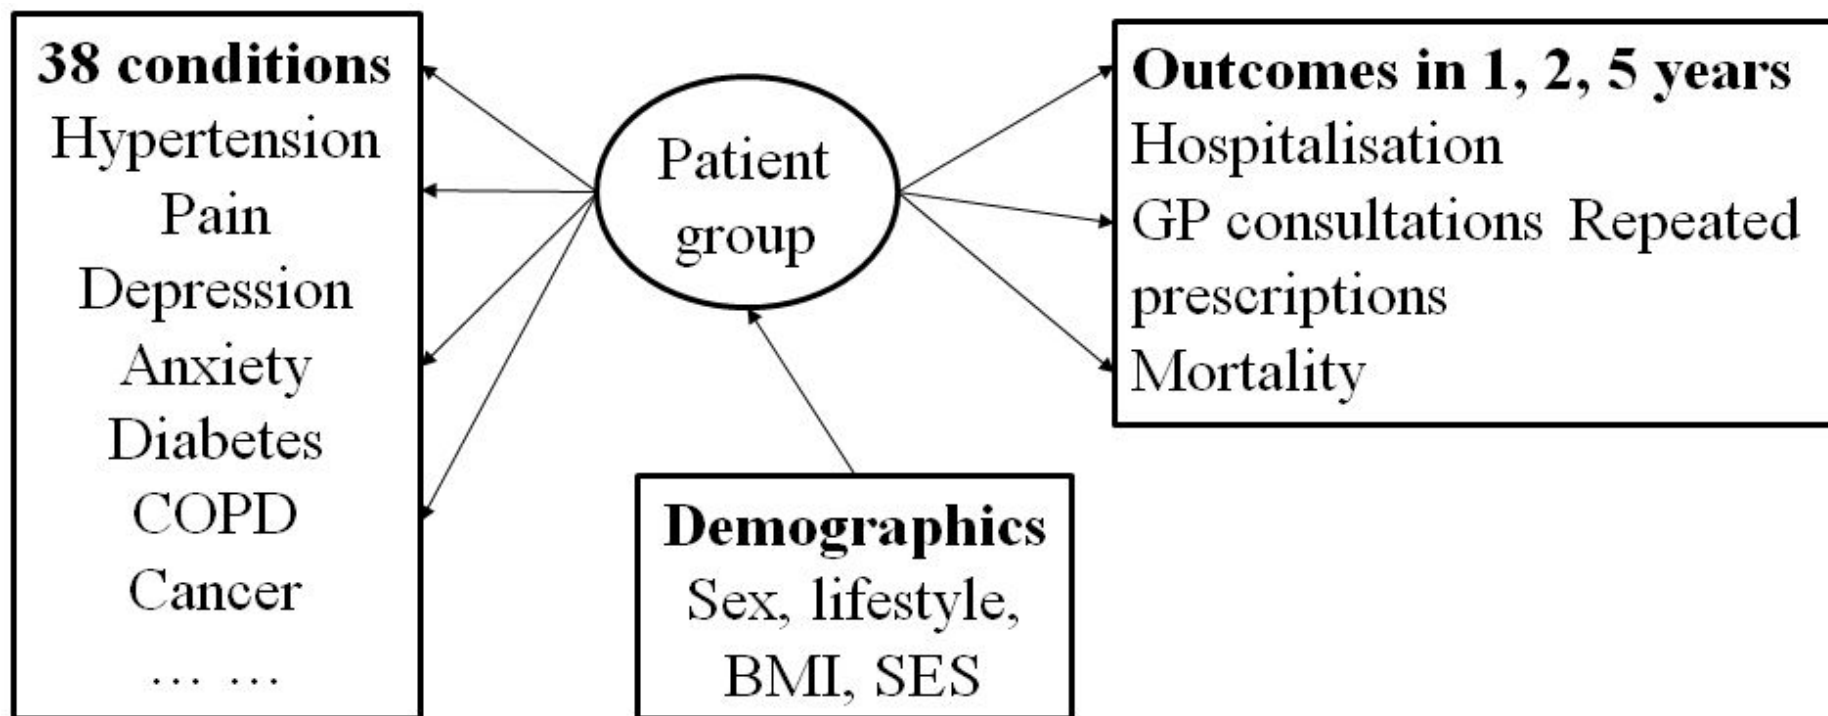 38 conditions
Hypertension
Pain
Depression
Anxiety
Diabetes
COPD
Cancer
... ...
Patient
group
Outcomes in 1, 2, 5 years
Hospitalisation
GP consultations Repeated
prescriptions
Mortality
Demographics
Sex, lifestyle,
BMI, SES